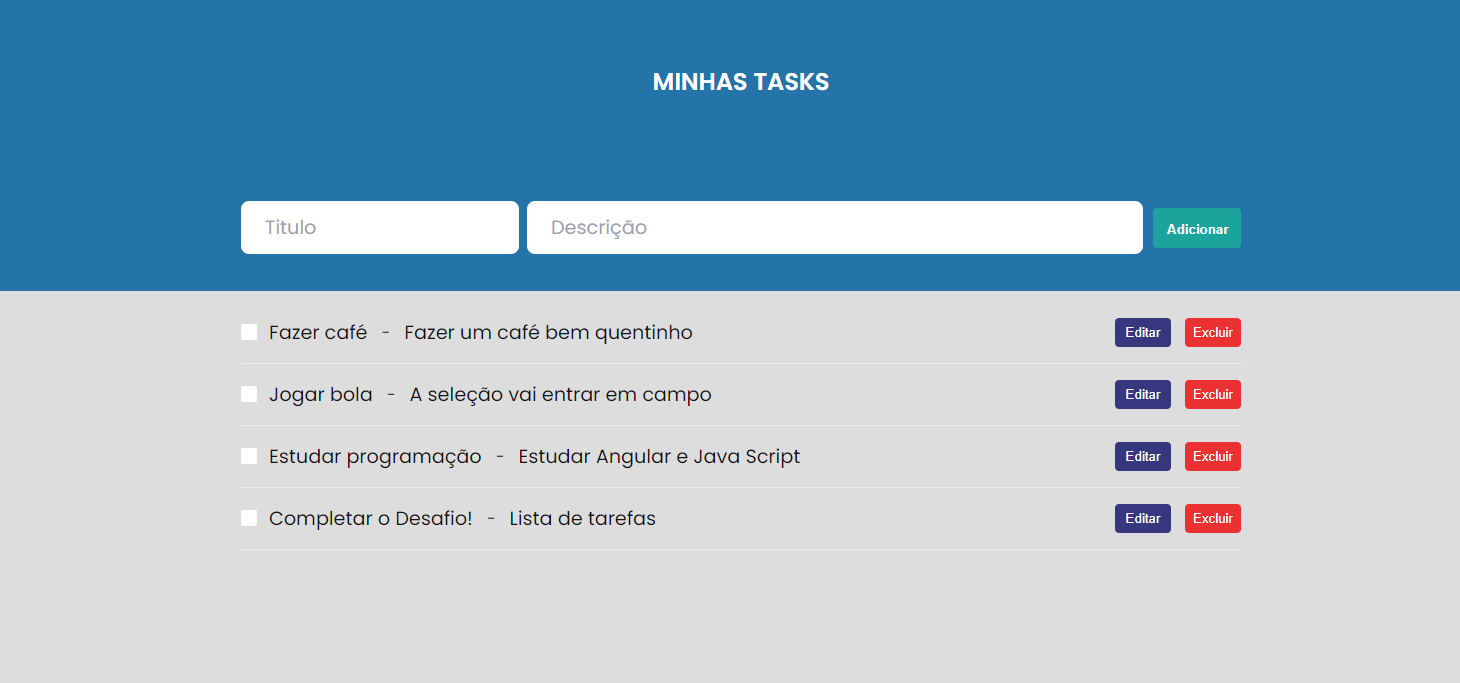 MINHAS TASKS
Titulo Descrição Adicionar
Fazer café - Fazer um café bem quentinho Editar Excluir
Jogar bola - A seleção vai entrar em campo Editar Excluir
Estudar programação - Estudar Angular e Java Script Editar Excluir
Completar o Desafio! - Lista de tarefas Editar Excluir